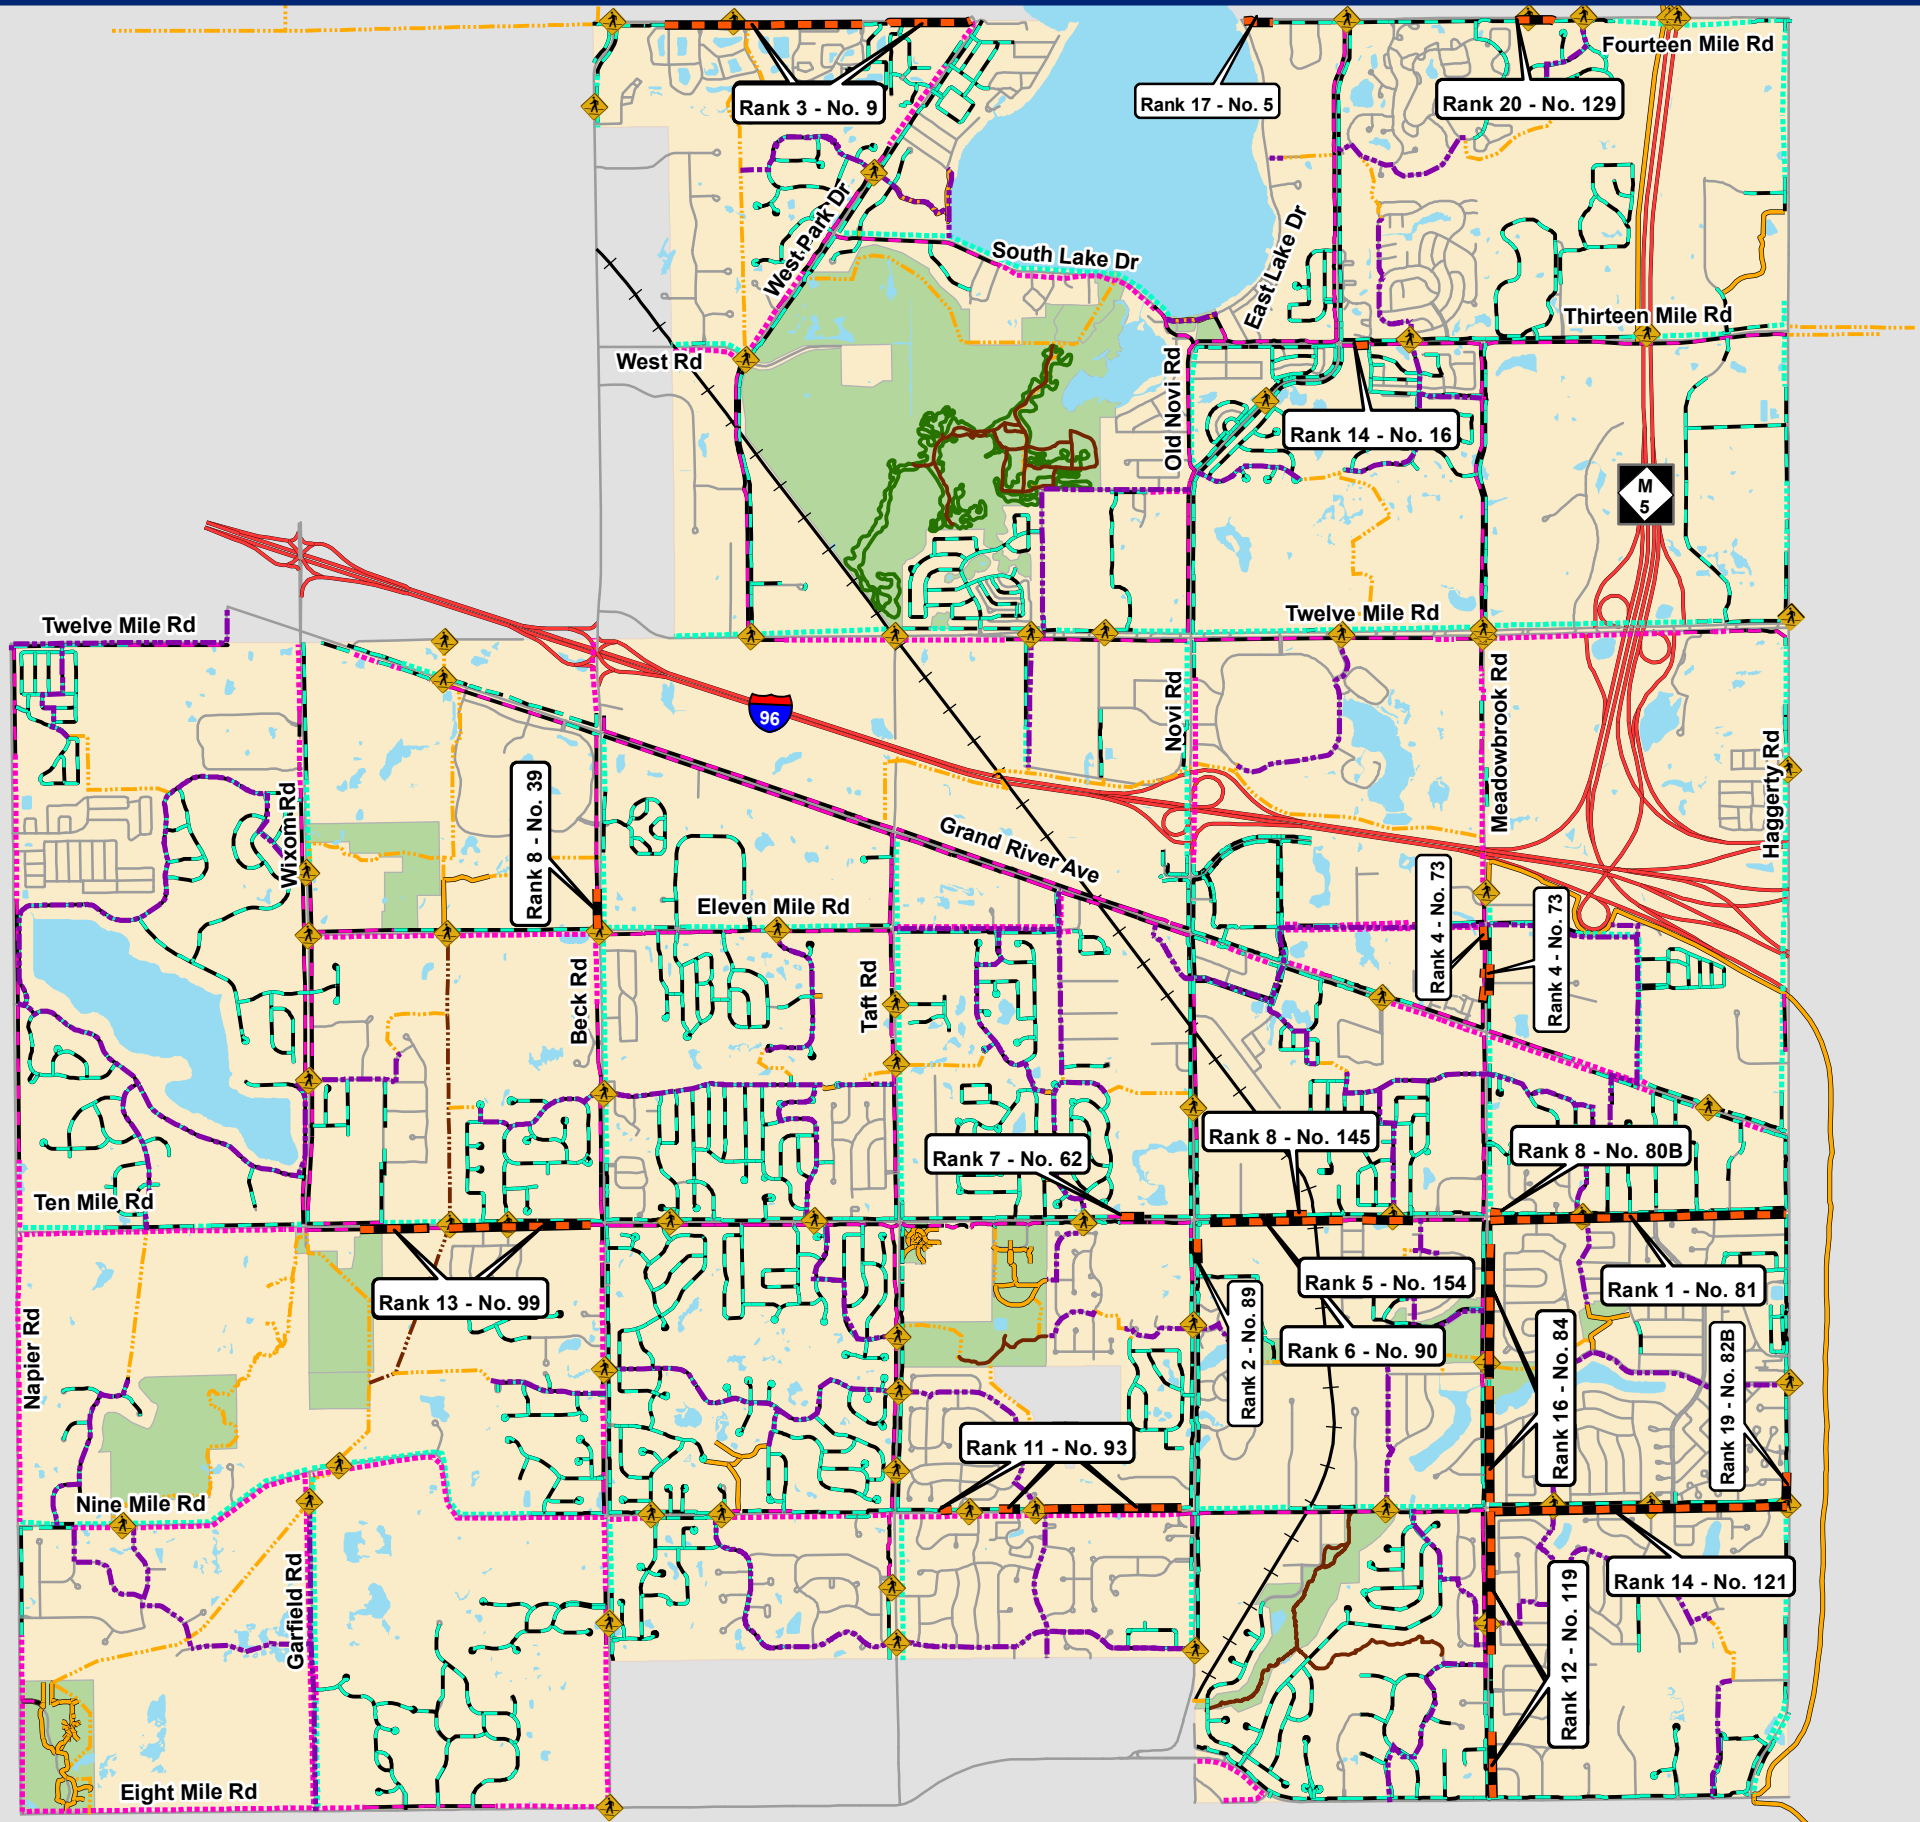 Fourteen Mile Rd
Rank 3 - No. 9
Rank 17 - No. 5
Rank 20 - No. 129
West Park Dr
South Lake Dr
East Lake Dr
Thirteen Mile Rd
West Rd
Old Novi Rd
Rank 14 - No. 16
M
5
Twelve Mile Rd
Twelve Mile Rd
96
Novi Rd
Meadowbrook Rd
Haggerty Rd
Wixom Rd
Rank 8 - No. 39
Grand River Ave
Rank 4 - No. 73
Rank 4 - No. 73
Eleven Mile Rd
Beck Rd
Taft Rd
Rank 8 - No. 145
Rank 7 - No. 62
Rank 8 - No. 80B
Ten Mile Rd
Rank 13 - No. 99
Rank 5 - No. 154
Rank 1 - No. 81
Rank 2 - No. 89
Rank 6 - No. 90
Rank 16 - No. 84
Rank 19 - No. 82B
Napier Rd
Rank 11 - No. 93
Nine Mile Rd
Garfield Rd
Rank 14 - No. 121
Rank 12 - No. 119
Eight Mile Rd